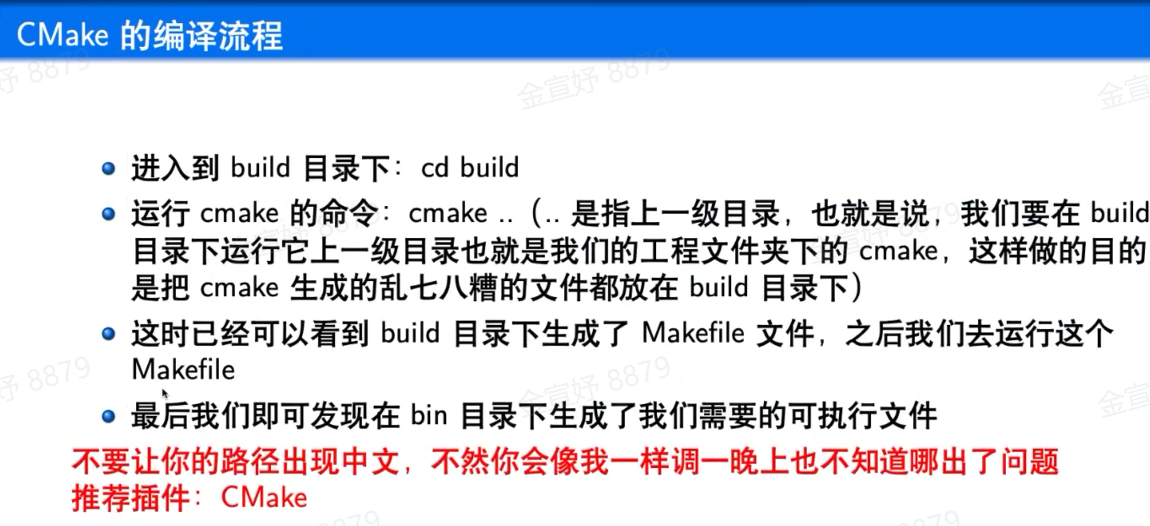 CMake 的编译流程
进入到 build 目录下：cd build
运行 cmake 的命令：cmake ..（.. 是指上一级目录，也就是说，我们要在 build
目录下运行它上一级目录也就是我们的工程文件夹下的 cmake，这样做的目的
是把 cmake 生成的乱七八糟的文件都放在 build 目录下）
这时已经可以看到 build 目录下生成了 Makefile 文件，之后我们去运行这个
Makefile
最后我们即可发现在 bin 目录下生成了我们需要的可执行文件
不要让你的路径出现中文，不然你会像我一样调一晚上也不知道哪出了问题
推荐插件：CMake
金宣妤 8879
金宣妤 8879